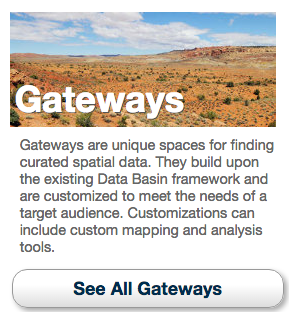 Gateways
Gateways are unique spaces for finding
curated spatial data. They build upon
the existing Data Basin framework and
are customized to meet the needs of a
target audience. Customizations can
include custom mapping and analysis
tools.
See All Gateways